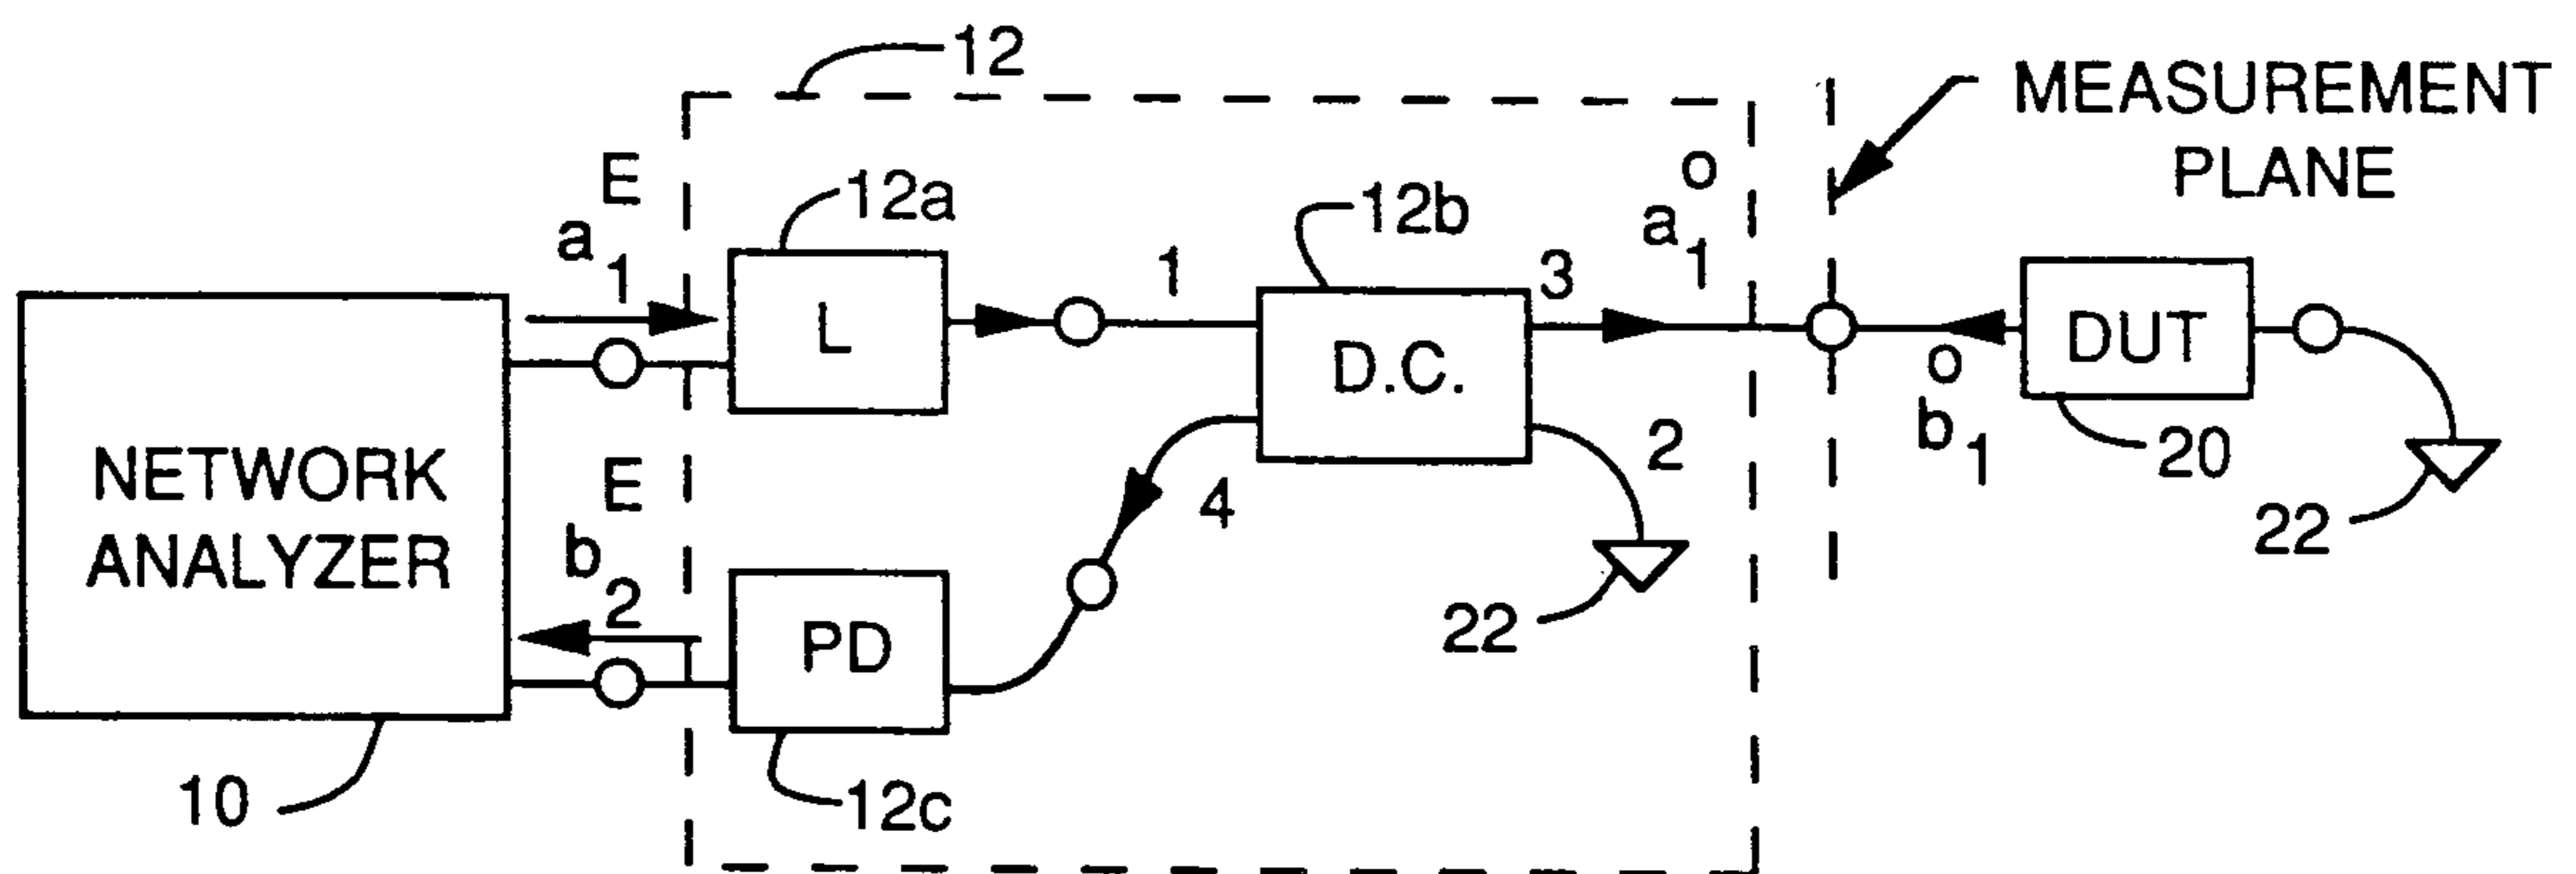 12
MEASUREMENT
PLANE
E
a 1
12a
L
1
12b
D.C.
3
o
a 1
DUT
o
b 1
20
22
2
22
4
NETWORK
ANALYZER
E
b 2
PD
12c
10